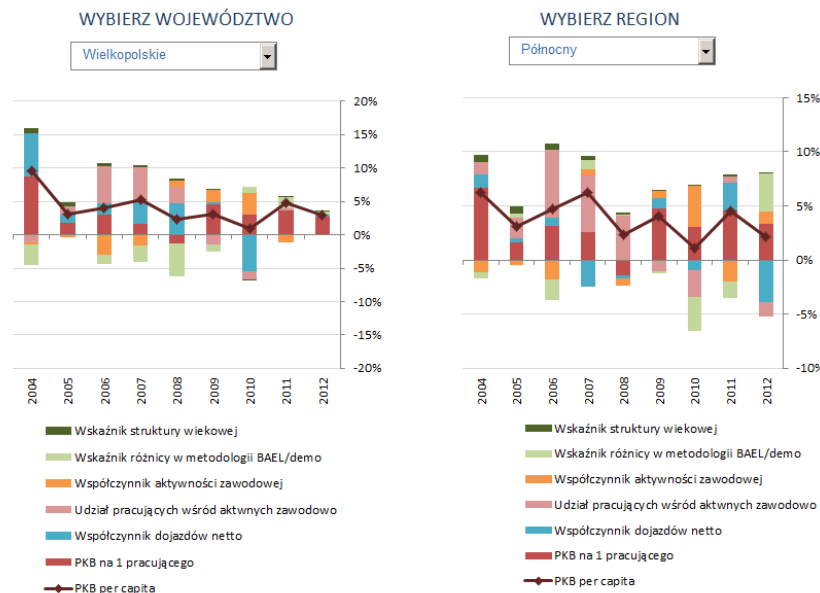 WYBIERZ WOJEWÓDZTWO
Wielkopolskie
20%
15%
10%
5%
0%
-5%
-10%
-15%
-20%
2004 2005 2006 2007 2008 2009 2010 2011 2012
Wskaźnik struktury wiekowej
Wskaźnik różnicy w metodologii BAEL/demo
Współczynnik aktywności zawodowej
Udział pracujących wśród aktwnych zawodowo
Współczynnik dojazdów netto
PKB na 1 pracującego
PKB per capita
WYBIERZ REGION
Północny
15%
10%
5%
0%
-5%
-10%
2004 2005 2006 2007 2008 2009 2010 2011 2012
Wskaźnik struktury wiekowej
Wskaźnik różnicy w metodologii BAEL/demo
Współczynnik aktywności zawodowej
Udział pracujących wśród aktwnych zawodowo
Współczynnik dojazdów netto
PKB na 1 pracującego
PKB per capita